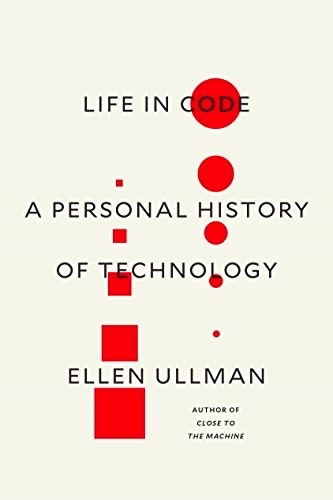 LIFE IN CODE
A PERSONAL HISTORY
OF TECHNOLOGY
ELLEN ULLMAN
AUTHOR OF
CLOSE TO
THE MACHINE